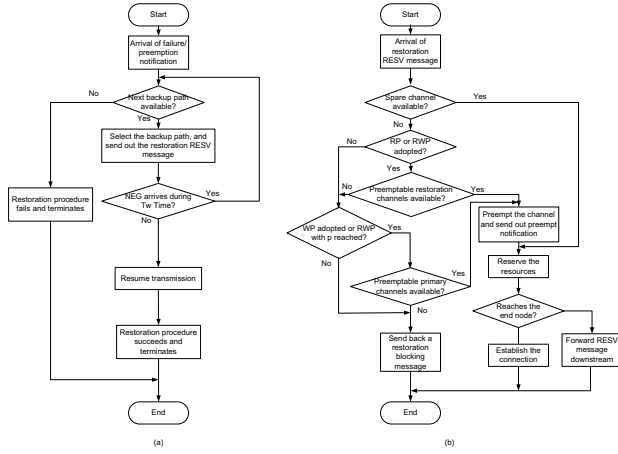 Start
Arrival of failure/
preemption
notification
Next backup path
available?
No
Yes
Select the backup path, and
send out the restoration RESV
message
NEG arrives during
Tw Time?
Yes
No
Restoration procedure
fails and terminates
Resume transmission
Restoration procedure
succeeds and
terminates
End
(a)
Start
Arrival of
restoration
RESV message
Spare channel
available?
Yes
No
RP or RWP
adopted?
No
Yes
Preemptable restoration
channels available?
No
Yes
Preempt the channel
and send out preempt
notification
WP adopted or RWP
with p reached?
Yes
No
Reserve the
resources
Preemptable primary
channels available?
Yes
No
Reaches the
end node?
Send back a
restoration
blocking
message
Establish the
connection
Forward RESV
message
downstream
End
(b)